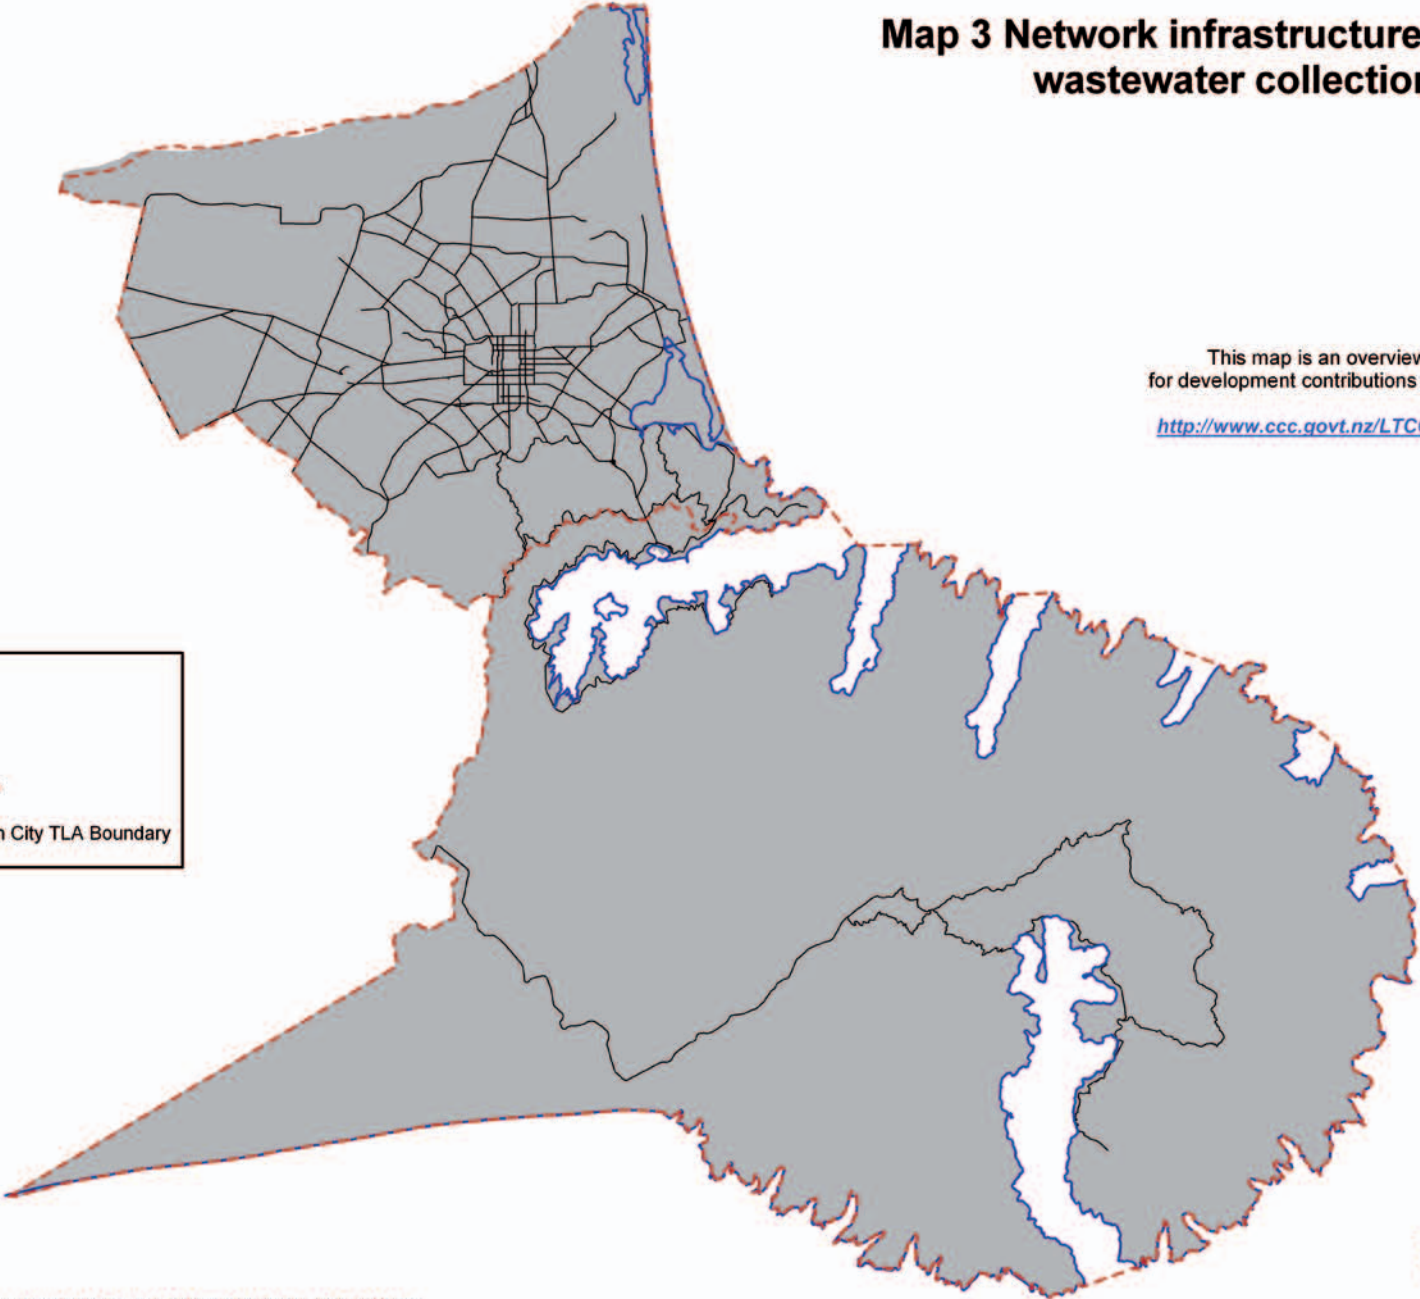 Map 3 Network infrastructure
wastewater collection
This map is an overview
for development contributions
http://www.ccc.govt.nz/LTC
City TLA Boundary